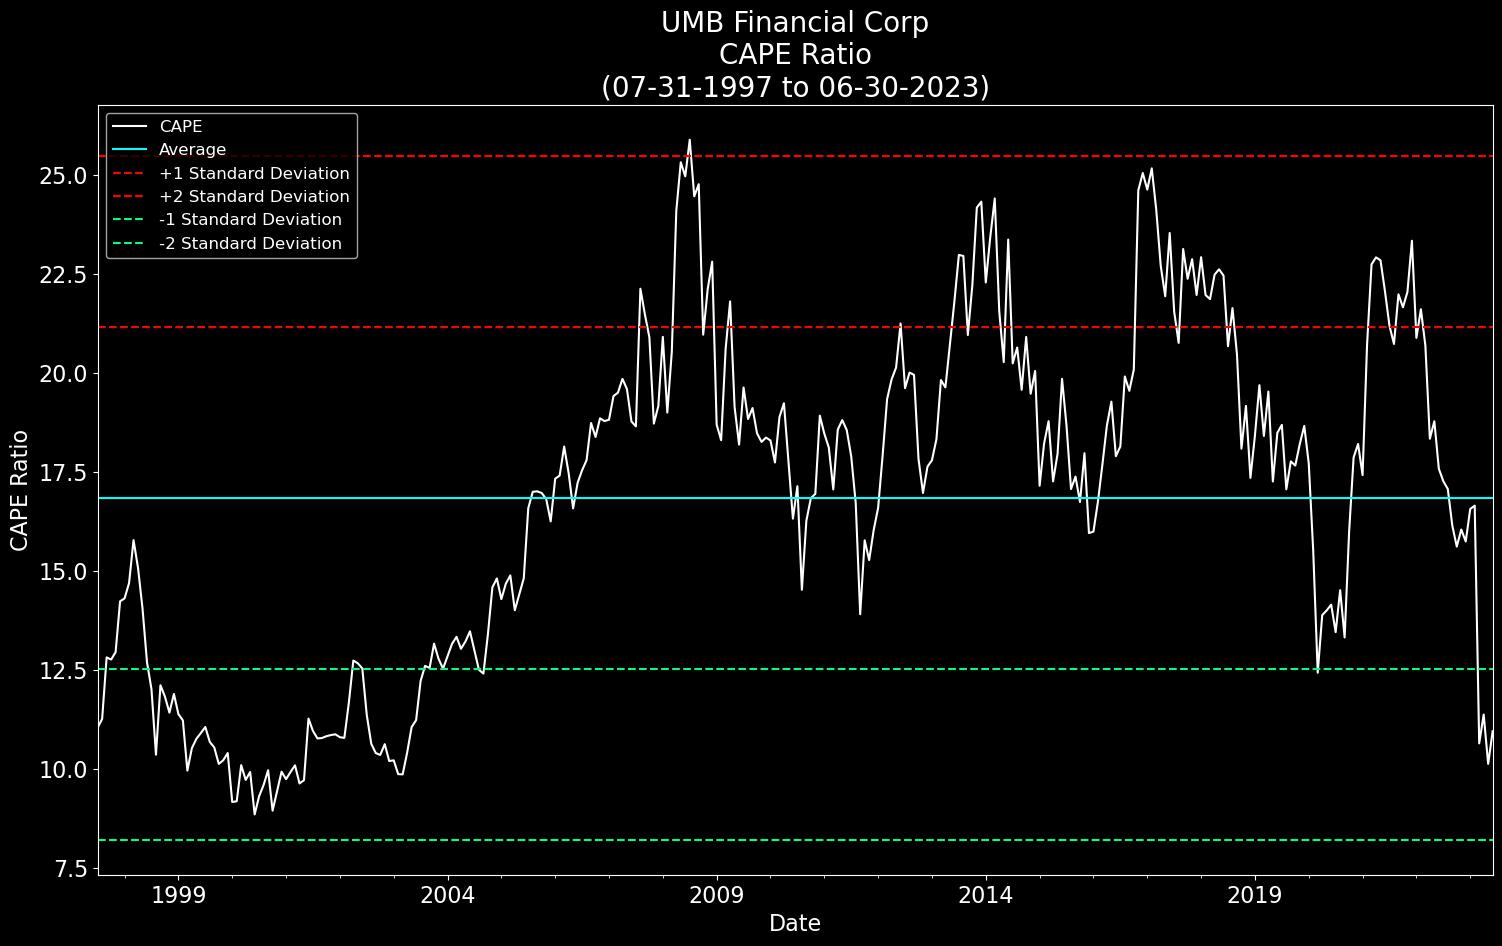 UMB Financial Corp
CAPE Ratio
(07-31-1997 to 06-30-2023)
CAPE
Average
+1 Standard Deviation
+2 Standard Deviation
-1 Standard Deviation
-2 Standard Deviation
CAPE Ratio
25.0
22.5
20.0
17.5
15.0
12.5
10.0
7.5
1999
2004
2009
2014
2019
Date